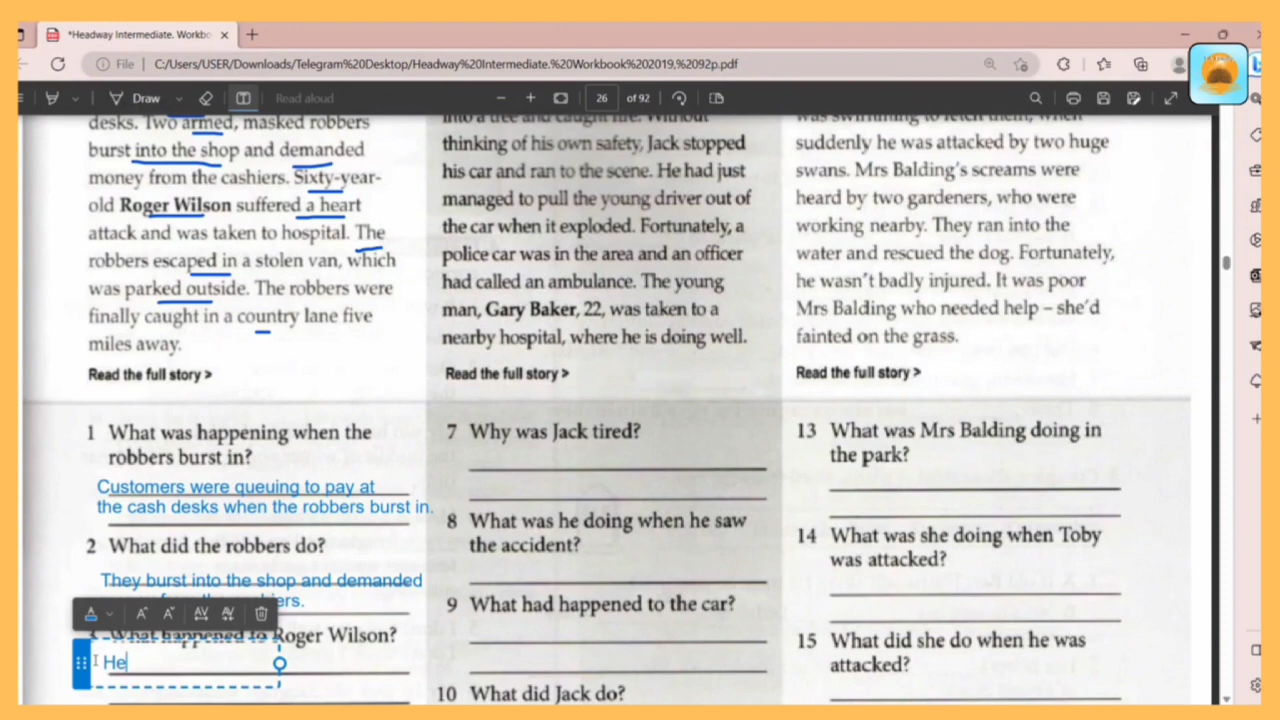 *Headway Intermediate. Workbo
File
C:/Users/USER/Downloads/Telegram%20Desktop/Headway%20Intermediate.%20Workbook%202019,%2092p.pdf
Draw
Read aloud
26 of 92
desks. Two armed, masked robbers
burst into the shop and demanded
money from the cashiers. Sixty-year-
old Roger Wilson suffered a heart
attack and was taken to hospital. The
robbers escaped in a stolen van, which
was parked outside. The robbers were
finally caught in a country lane five
miles away.
Read the full story >
into a tree and caught fire. Without
thinking of his own safety, Jack stopped
his car and ran to the scene. He had just
managed to pull the young driver out of
the car when it exploded. Fortunately, a
police car was in the area and an officer
had called an ambulance. The young
man, Gary Baker, 22, was taken to a
nearby hospital, where he is doing well.
Read the full story >
was swimming to fetch them, when
suddenly he was attacked by two huge
swans. Mrs Balding's screams were
heard by two gardeners, who were
working nearby. They ran into the
water and rescued the dog. Fortunately,
he wasn't badly injured. It was poor
Mrs Balding who needed help – she'd
fainted on the grass.
Read the full story >
1 What was happening when the
robbers burst in?
Customers were queuing to pay at
the cash desks when the robbers burst in.
2 What did the robbers do?
They burst into the shop and demanded
3 What happened to Roger Wilson?
He
7 Why was Jack tired?
8 What was he doing when he saw
the accident?
9 What had happened to the car?
10 What did Jack do?
13 What was Mrs Balding doing in
the park?
14 What was she doing when Toby
was attacked?
15 What did she do when he was
attacked?